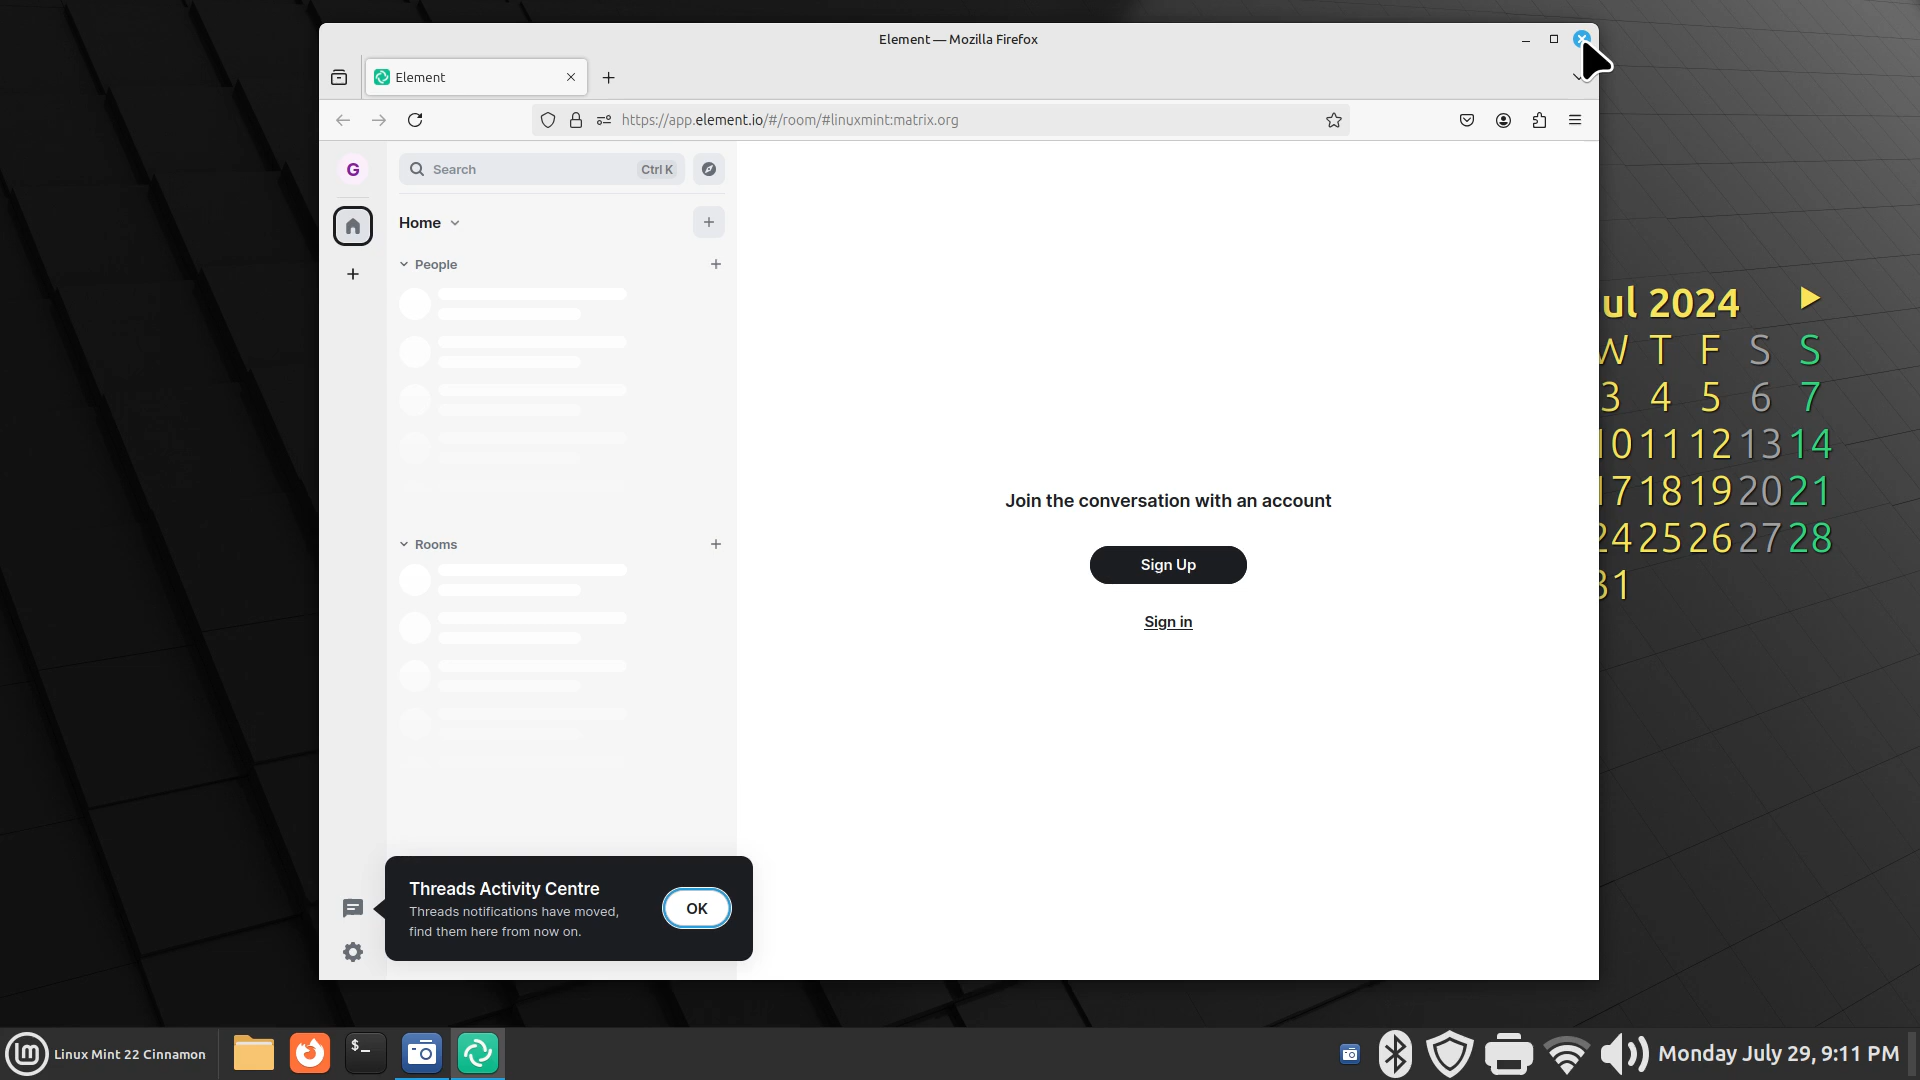 Element — Mozilla Firefox
Element
https://app.element.io/#/room/#linuxmint:matrix.org
G
Search
Ctrl K
Home
People
Rooms
Join the conversation with an account
Sign Up
Sign in
Threads Activity Centre
Threads notifications have moved,
find them here from now on.
OK
ul 2024
W T F S S
3 4 5 6 7
10 11 12 13 14
17 18 19 20 21
24 25 26 27 28
31
$_
Linux Mint 22 Cinnamon
Monday July 29, 9:11 PM